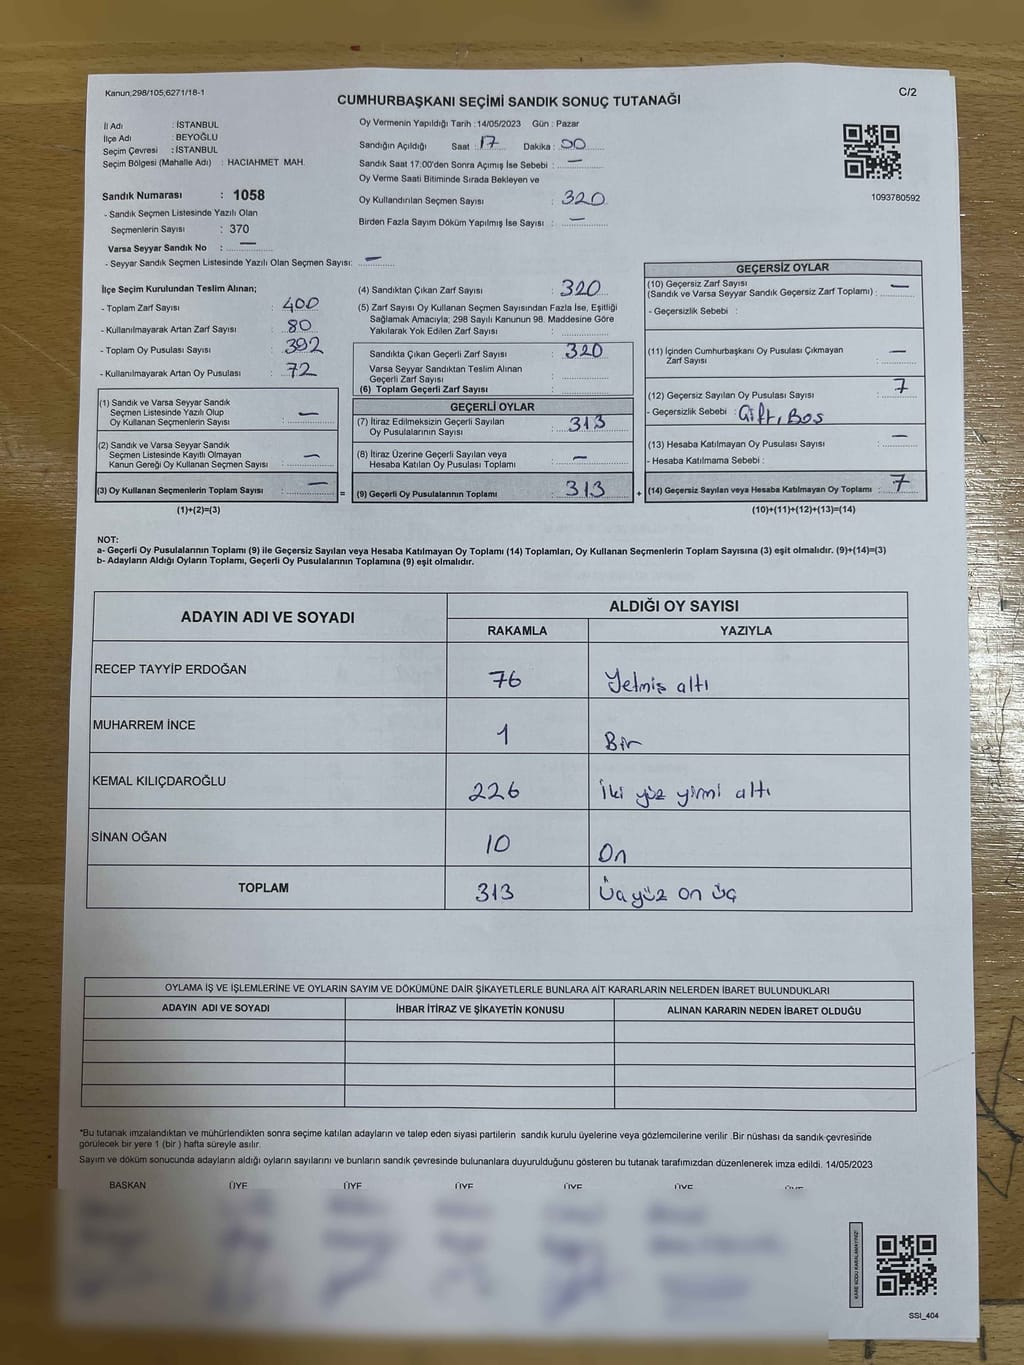 Kanun;298/105,6271/18-1
C/2
CUMHURBAŞKANI SEÇİMİ SANDIK SONUÇ TUTANAĞI
İl Adı : İSTANBUL
İlçe Adı : BEYOĞLU
Seçim Çevresi : İSTANBUL
Seçim Bölgesi (Mahalle Adı) : HACIAHMET MAH.
Sandık Numarası : 1058
- Sandık Seçmen Listesinde Yazılı Olan
Seçmenlerin Sayısı : 370
Varsa Seyyar Sandık No : —
- Seyyar Sandık Seçmen Listesinde Yazılı Olan Seçmen Sayısı: —
Oy Vermenin Yapıldığı Tarih :14/05/2023 Gün : Pazar
Sandığın Açıldığı Saat : 17 Dakika : 00
Sandık Saat 17:00'den Sonra Açımış İse Sebebi : —
Oy Verme Saati Bitiminde Sırada Bekleyen ve
Oy Kullandırılan Seçmen Sayısı : 320
Birden Fazla Sayım Döküm Yapılmış İse Sayısı : —
1093780592
İlçe Seçim Kurulundan Teslim Alınan;
- Toplam Zarf Sayısı : 400
- Kullanılmayarak Artan Zarf Sayısı : 80
- Toplam Oy Pusulası Sayısı : 392
- Kullanılmayarak Artan Oy Pusulası : 72
(1) Sandık ve Varsa Seyyar Sandık
Seçmen Listesinde Yazılı Olup
Oy Kullanan Seçmenlerin Sayısı : —
(2) Sandık ve Varsa Seyyar Sandık
Seçmen Listesinde Kayıtlı Olmayan
Kanun Gereği Oy Kullanan Seçmen Sayısı : —
(3) Oy Kullanan Seçmenlerin Toplam Sayısı : —
(1)+(2)=(3)
(4) Sandıktan Çıkan Zarf Sayısı : 320
(5) Zarf Sayısı Oy Kullanan Seçmen Sayısından Fazla İse, Eşitliği
Sağlamak Amacıyla; 298 Sayılı Kanunun 98. Maddesine Göre
Yakılarak Yok Edilen Zarf Sayısı :
Sandıkta Çıkan Geçerli Zarf Sayısı : 320
Varsa Seyyar Sandıktan Teslim Alınan
Geçerli Zarf Sayısı :
(6) Toplam Geçerli Zarf Sayısı
GEÇERLİ OYLAR
(7) İtiraz Edilmeksizin Geçerli Sayılan
Oy Pusulalarının Sayısı : 313
(8) İtiraz Üzerine Geçerli Sayılan veya
Hesaba Katılan Oy Pusulası Toplamı : —
= (9) Geçerli Oy Pusulalarının Toplamı : 313 +
GEÇERSİZ OYLAR
(10) Geçersiz Zarf Sayısı
(Sandık ve Varsa Seyyar Sandık Geçersiz Zarf Toplamı) : —
- Geçersizlik Sebebi :
(11) İçinden Cumhurbaşkanı Oy Pusulası Çıkmayan
Zarf Sayısı : —
(12) Geçersiz Sayılan Oy Pusulası Sayısı : 7
- Geçersizlik Sebebi : Çift, Boş
(13) Hesaba Katılmayan Oy Pusulası Sayısı : —
- Hesaba Katılmama Sebebi :
(14) Geçersiz Sayılan veya Hesaba Katılmayan Oy Toplamı : 7
(10)+(11)+(12)+(13)=(14)
NOT:
a- Geçerli Oy Pusulalarının Toplamı (9) ile Geçersiz Sayılan veya Hesaba Katılmayan Oy Toplamı (14) Toplamları, Oy Kullanan Seçmenlerin Toplam Sayısına (3) eşit olmalıdır. (9)+(14)=(3)
b- Adayların Aldığı Oyların Toplamı, Geçerli Oy Pusulalarının Toplamına (9) eşit olmalıdır.
ADAYIN ADI VE SOYADI
ALDIĞI OY SAYISI
RAKAMLA YAZIYLA
RECEP TAYYİP ERDOĞAN 76 Yetmiş altı
MUHARREM İNCE 1 Bir
KEMAL KILIÇDAROĞLU 226 İki yüz yirmi altı
SİNAN OĞAN 10 On
TOPLAM 313 Üçyüz on üç
OYLAMA İŞ VE İŞLEMLERİNE VE OYLARIN SAYIM VE DÖKÜMÜNE DAİR ŞİKAYETLERLE BUNLARA AİT KARARLARIN NELERDEN İBARET BULUNDUKLARI
ADAYIN ADI VE SOYADI İHBAR İTİRAZ VE ŞİKAYETİN KONUSU ALINAN KARARIN NEDEN İBARET OLDUĞU
*Bu tutanak imzalandıktan ve mühürlendikten sonra seçime katılan adayların ve talep eden siyasi partilerin sandık kurulu üyelerine veya gözlemcilerine verilir .Bir nüshası da sandık çevresinde
görülecek bir yere 1 (bir ) hafta süreyle asılır.
Sayım ve döküm sonucunda adayların aldığı oyların sayılarını ve bunların sandık çevresinde bulunanlara duyurulduğunu gösteren bu tutanak tarafımızdan düzenlenerek imza edildi. 14/05/2023
BAŞKAN ÜYE ÜYE ÜYE ÜYE ÜYE
KARE KODU KARALAMAYINIZ!
SSI_404